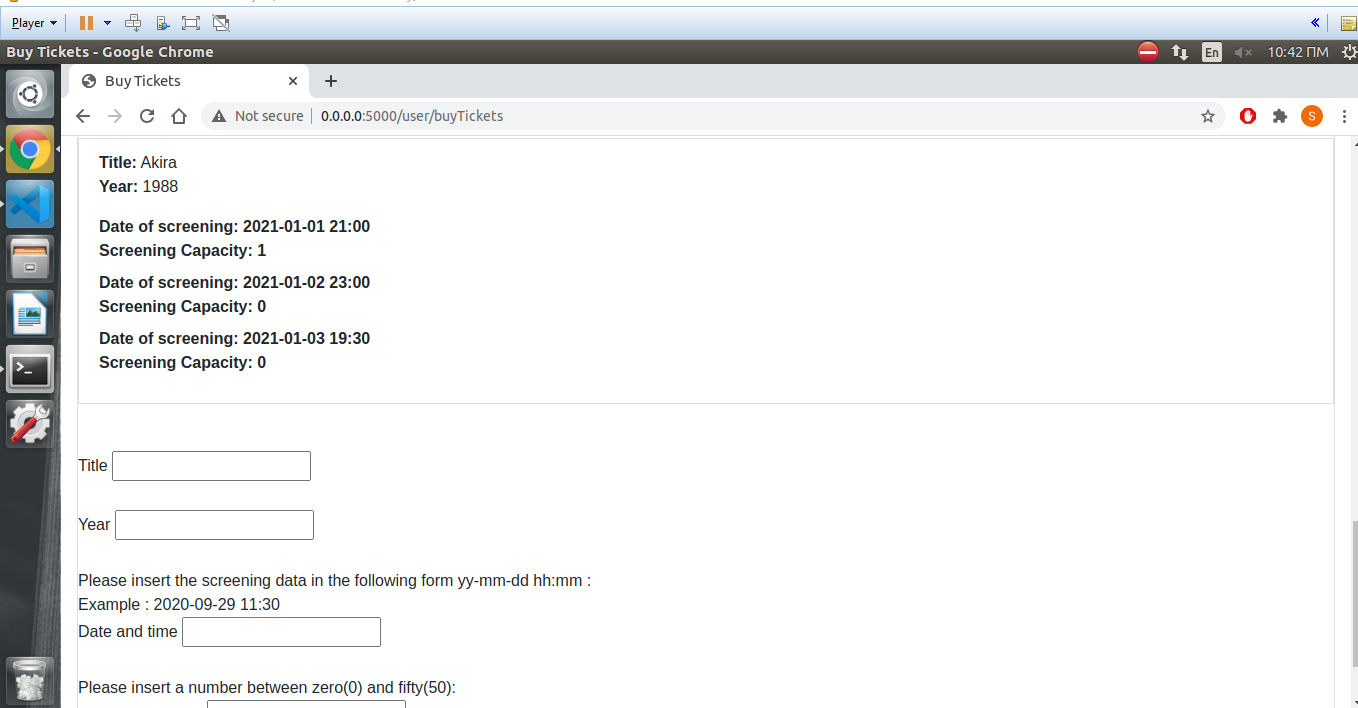 Player
Buy Tickets - Google Chrome
En
10:42 ΠΜ
Buy Tickets
Not secure
0.0.0.0:5000/user/buyTickets
S
Title: Akira
Year: 1988
Date of screening: 2021-01-01 21:00
Screening Capacity: 1
Date of screening: 2021-01-02 23:00
Screening Capacity: 0
Date of screening: 2021-01-03 19:30
Screening Capacity: 0
Title
Year
Please insert the screening data in the following form yy-mm-dd hh:mm :
Example : 2020-09-29 11:30
Date and time
Please insert a number between zero(0) and fifty(50):